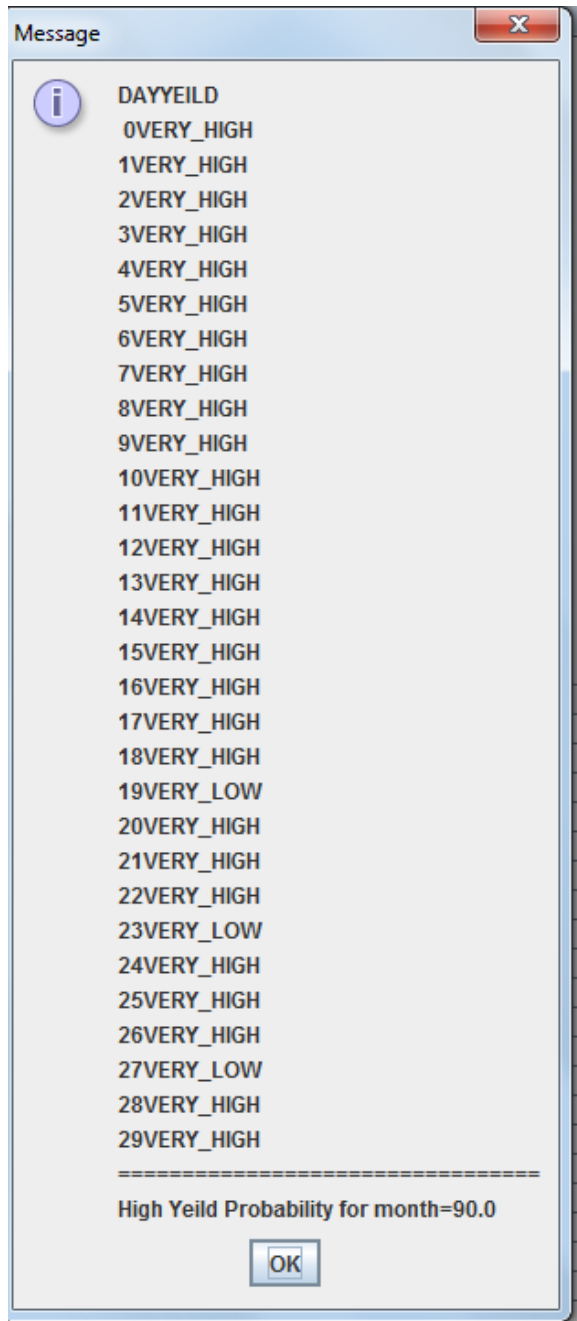 Message
x
i
DAYYEILD
0VERY_HIGH
1VERY_HIGH
2VERY_HIGH
3VERY_HIGH
4VERY_HIGH
5VERY_HIGH
6VERY_HIGH
7VERY_HIGH
8VERY_HIGH
9VERY_HIGH
10VERY_HIGH
11VERY_HIGH
12VERY_HIGH
13VERY_HIGH
14VERY_HIGH
15VERY_HIGH
16VERY_HIGH
17VERY_HIGH
18VERY_HIGH
19VERY_LOW
20VERY_HIGH
21VERY_HIGH
22VERY_HIGH
23VERY_LOW
24VERY_HIGH
25VERY_HIGH
26VERY_HIGH
27VERY_LOW
28VERY_HIGH
29VERY_HIGH
=================================
High Yeild Probability for month=90.0
OK